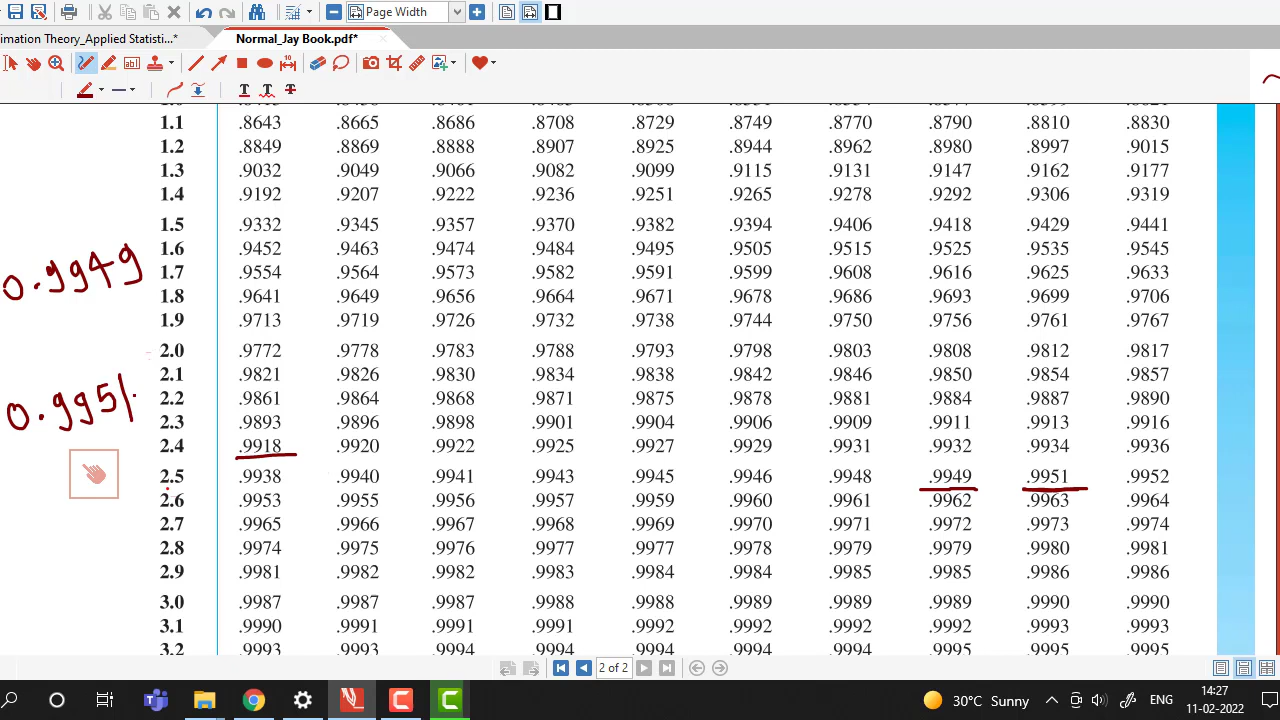 Page Width
imation Theory_Applied Statisti...*
Normal_Jay Book.pdf*
1.1 .8643 .8665 .8686 .8708 .8729 .8749 .8770 .8790 .8810 .8830
1.2 .8849 .8869 .8888 .8907 .8925 .8944 .8962 .8980 .8997 .9015
1.3 .9032 .9049 .9066 .9082 .9099 .9115 .9131 .9147 .9162 .9177
1.4 .9192 .9207 .9222 .9236 .9251 .9265 .9278 .9292 .9306 .9319
1.5 .9332 .9345 .9357 .9370 .9382 .9394 .9406 .9418 .9429 .9441
1.6 .9452 .9463 .9474 .9484 .9495 .9505 .9515 .9525 .9535 .9545
0.9949
1.7 .9554 .9564 .9573 .9582 .9591 .9599 .9608 .9616 .9625 .9633
1.8 .9641 .9649 .9656 .9664 .9671 .9678 .9686 .9693 .9699 .9706
1.9 .9713 .9719 .9726 .9732 .9738 .9744 .9750 .9756 .9761 .9767
2.0 .9772 .9778 .9783 .9788 .9793 .9798 .9803 .9808 .9812 .9817
2.1 .9821 .9826 .9830 .9834 .9838 .9842 .9846 .9850 .9854 .9857
2.2 .9861 .9864 .9868 .9871 .9875 .9878 .9881 .9884 .9887 .9890
0.9951.
2.3 .9893 .9896 .9898 .9901 .9904 .9906 .9909 .9911 .9913 .9916
2.4 .9918 .9920 .9922 .9925 .9927 .9929 .9931 .9932 .9934 .9936
2.5 .9938 .9940 .9941 .9943 .9945 .9946 .9948 .9949 .9951 .9952
2.6 .9953 .9955 .9956 .9957 .9959 .9960 .9961 .9962 .9963 .9964
2.7 .9965 .9966 .9967 .9968 .9969 .9970 .9971 .9972 .9973 .9974
2.8 .9974 .9975 .9976 .9977 .9977 .9978 .9979 .9979 .9980 .9981
2.9 .9981 .9982 .9982 .9983 .9984 .9984 .9985 .9985 .9986 .9986
3.0 .9987 .9987 .9987 .9988 .9988 .9989 .9989 .9989 .9990 .9990
3.1 .9990 .9991 .9991 .9991 .9992 .9992 .9992 .9992 .9993 .9993
3.2 .9993 .9993 .9994 .9994 .9994 .9994 .9994 .9995 .9995 .9995
2 of 2
30°C Sunny
ENG
14:27
11-02-2022